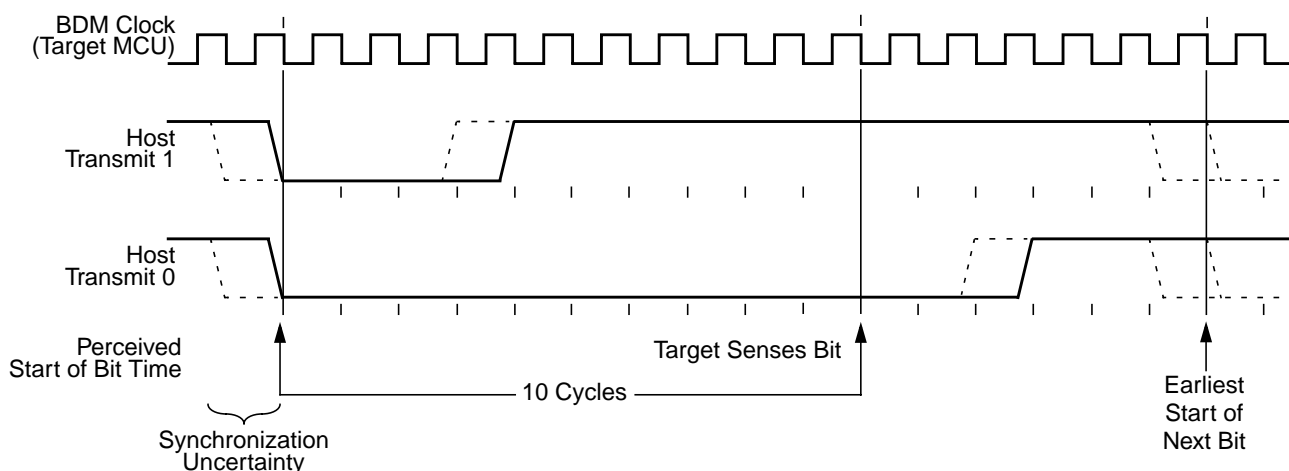 BDM Clock
(Target MCU)
Host
Transmit 1
Host
Transmit 0
Perceived
Start of Bit Time
Target Senses Bit
10 Cycles
Earliest
Start of
Next Bit
Synchronization
Uncertainty